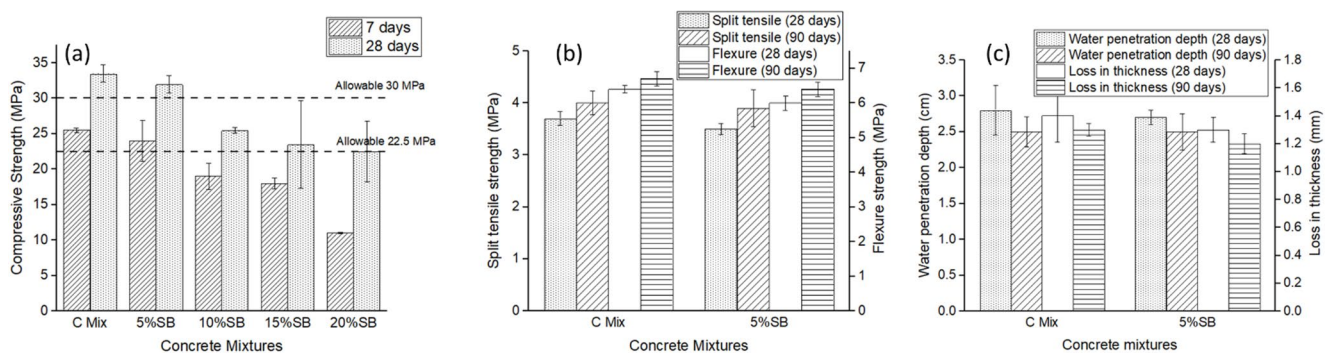 (a)
7 days
28 days
Allowable 30 MPa
Allowable 22.5 MPa
Compressive Strength (MPa)
35
30
25
20
15
10
5
0
C Mix 5%SB 10%SB 15%SB 20%SB
Concrete Mixtures
(b)
Split tensile (28 days)
Split tensile (90 days)
Flexure (28 days)
Flexure (90 days)
Split tensile strength (MPa)
5
4
3
4
1
0
Flexure strength (MPa)
7
6
5
4
3
2
1
0
C Mix 5%SB
Concrete Mixtures
(c)
Water penetration depth (28 days)
Water penetration depth (90 days)
Loss in thickness (28 days)
Loss in thickness (90 days)
Water penetration depth (cm)
3.5
3.0
2.5
2.0
1.5
1.0
0.5
0.0
Loss in thickness (mm)
1.8
1.6
1.4
1.2
1.0
0.8
0.6
0.4
0.2
0.0
C Mix 5%SB
Concrete mixtures